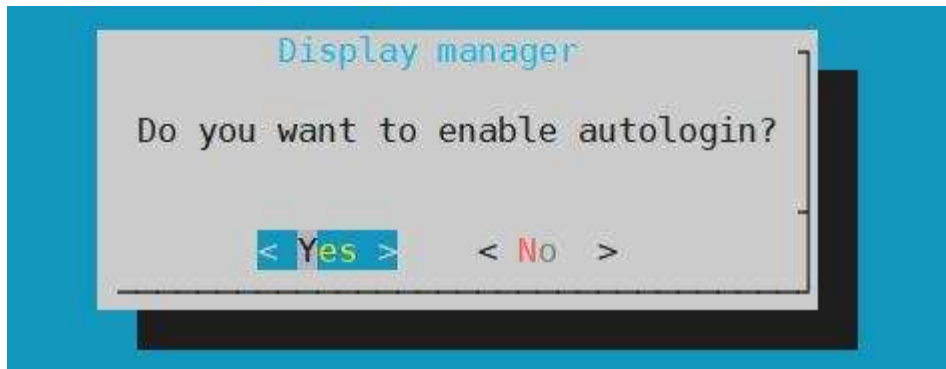 Display manager
Do you want to enable autologin?
< Yes > < No >